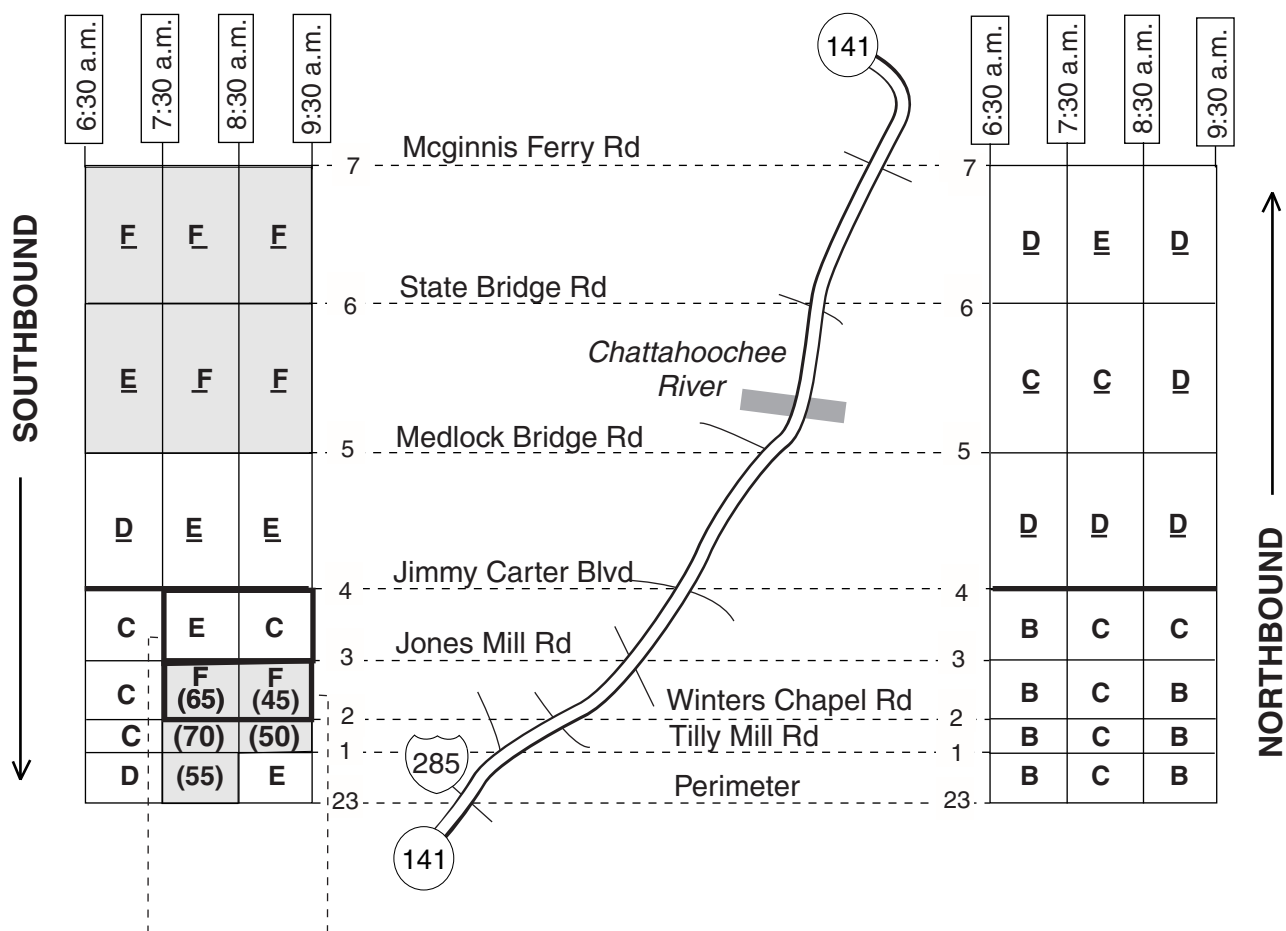 6:30 a.m. 7:30 a.m. 8:30 a.m. 9:30 a.m.
141
6:30 a.m. 7:30 a.m. 8:30 a.m. 9:30 a.m.
SOUTHBOUND
NORTHBOUND
7 Mcginnis Ferry Rd 7
F F F
D E D
6 State Bridge Rd 6
E F F
Chattahoochee
River
C C D
5 Medlock Bridge Rd 5
D E E
D D D
4 Jimmy Carter Blvd 4
C E C
B C C
3 Jones Mill Rd 3
C F (65) F (45)
B C B
2 Winters Chapel Rd 2
C (70) (50)
B C B
1 Tilly Mill Rd 1
D (55) E
285
B C B
23 Perimeter 23
141